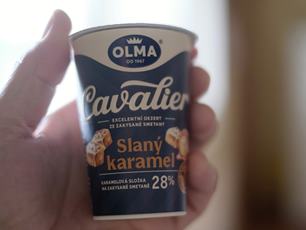 OLMA
OD 1967
Cavalier
EXCELENTNÍ DEZERT
ZE ZAKYSANÉ SMETANY
Slaný
karamel
KARAMELOVÁ SLOŽKA
NA ZAKYSANÉ SMETANĚ 28%